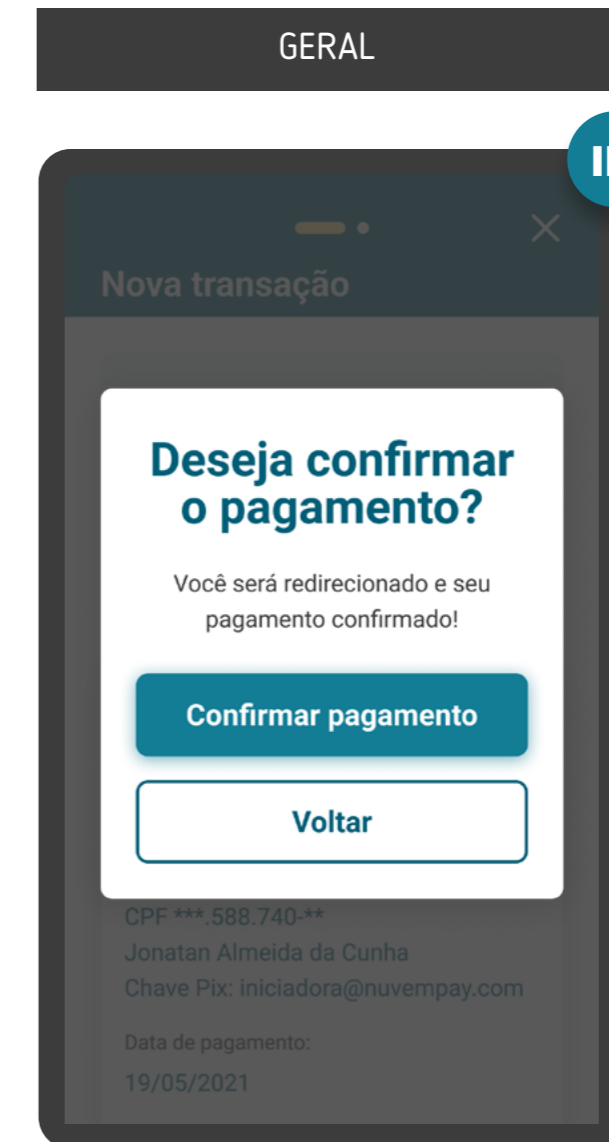 GERAL
Nova transação
Deseja confirmar
o pagamento?
Você será redirecionado e seu
pagamento confirmado!
Confirmar pagamento
Voltar
CPF ***.588.740-**
Jonatan Almeida da Cunha
Chave Pix: iniciadora@nuvempay.com
Data de pagamento:
19/05/2021